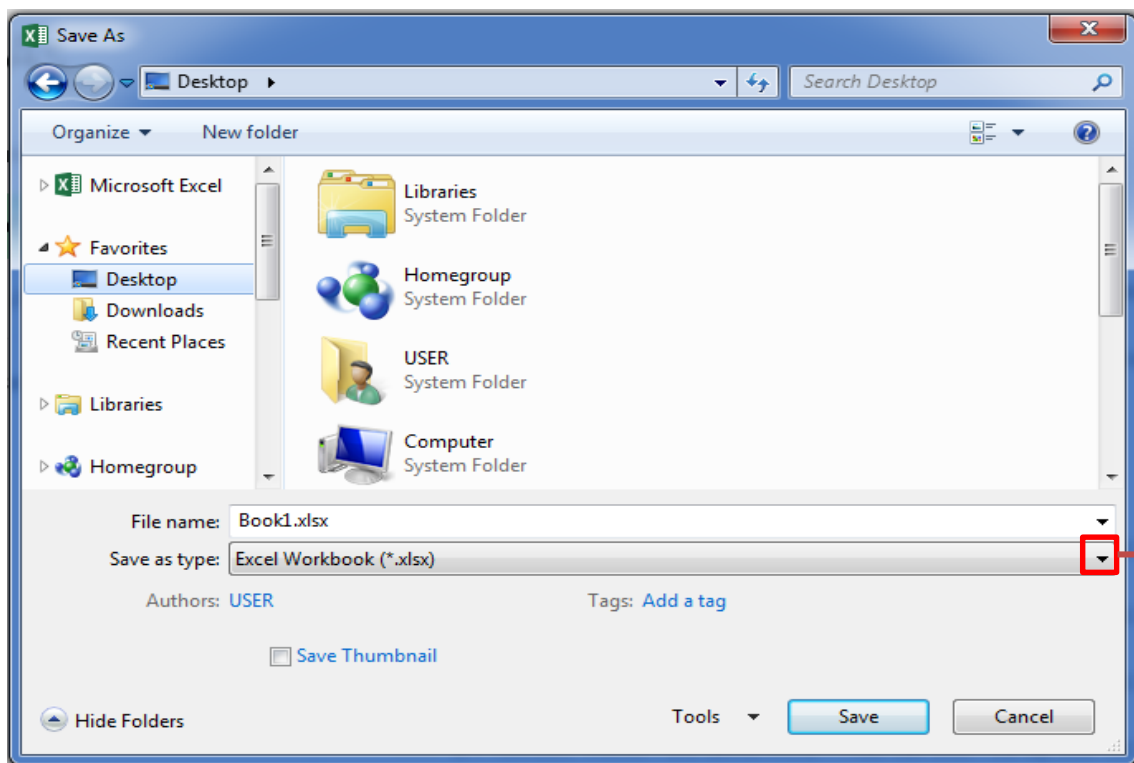 Save As
Desktop
Search Desktop
Organize
New folder
Microsoft Excel
Favorites
Desktop
Downloads
Recent Places
Libraries
Homegroup
Libraries
System Folder
Homegroup
System Folder
USER
System Folder
Computer
System Folder
File name: Book1.xlsx
Save as type: Excel Workbook (*.xlsx)
Authors: USER
Tags: Add a tag
Save Thumbnail
Hide Folders
Tools
Save
Cancel